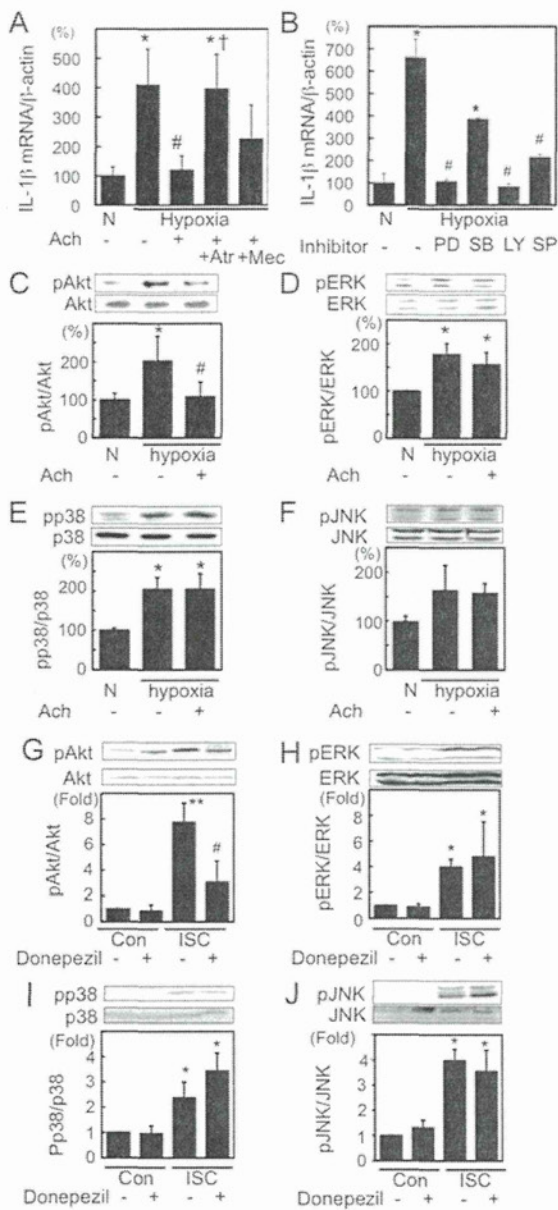 A
(%)
IL-1β mRNA/β-actin
500
400
300
200
100
0
* # *†
N Hypoxia
Ach - - + + +
+Atr +Mec
B
(%)
IL-1β mRNA/β-actin
800
700
600
500
400
300
200
100
0
* # * # #
N Hypoxia
Inhibitor - - PD SB LY SP
C
pAkt
Akt
(%)
pAkt/Akt
200
100
0
* #
N hypoxia
Ach - - +
D
pERK
ERK
(%)
pERK/ERK
200
150
100
50
0
* *
N hypoxia
Ach - - +
E
pp38
p38
(%)
pp38/p38
200
100
0
* *
N hypoxia
Ach - - +
F
pJNK
JNK
(%)
pJNK/JNK
200
100
0
N hypoxia
Ach - - +
G
pAkt
Akt
(Fold)
pAkt/Akt
8
6
4
2
0
** #
Con ISC
Donepezil - + - +
H
pERK
ERK
(Fold)
pERK/ERK
8
6
4
2
0
* *
Con ISC
Donepezil - + - +
I
pp38
p38
(Fold)
Pp38/p38
4
3
2
1
0
* *
Con ISC
Donepezil - + - +
J
pJNK
JNK
(Fold)
pJNK/JNK
4
3
2
1
0
* *
Con ISC
Donepezil - + - +